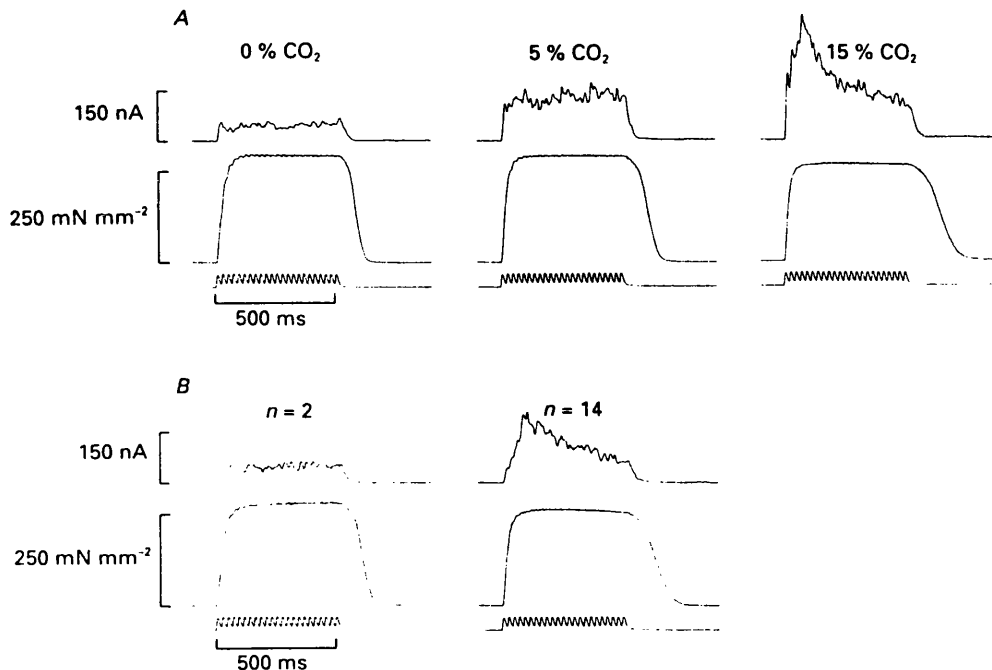 A
0 % CO₂
5 % CO₂
15 % CO₂
150 nA
250 mN mm⁻²
500 ms
B
n = 2
n = 14
150 nA
250 mN mm⁻²
500 ms